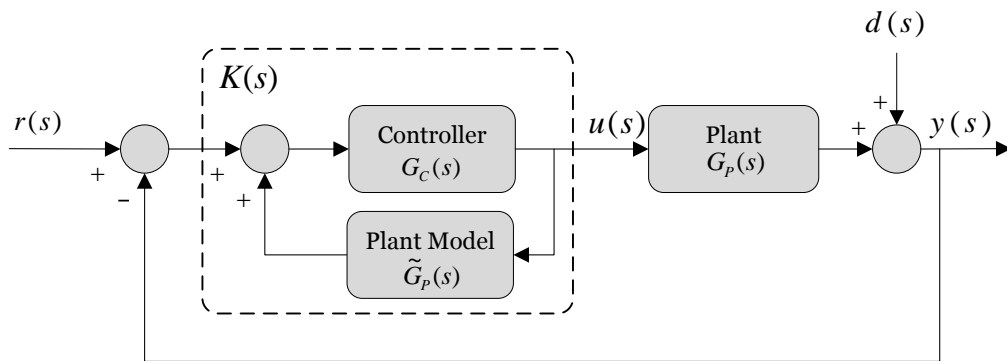 d(s)
K(s)
r(s)
Controller
G_C(s)
u(s)
Plant
G_P(s)
y(s)
+
+
+
+
+
+
-
Plant Model
G̃_P(s)